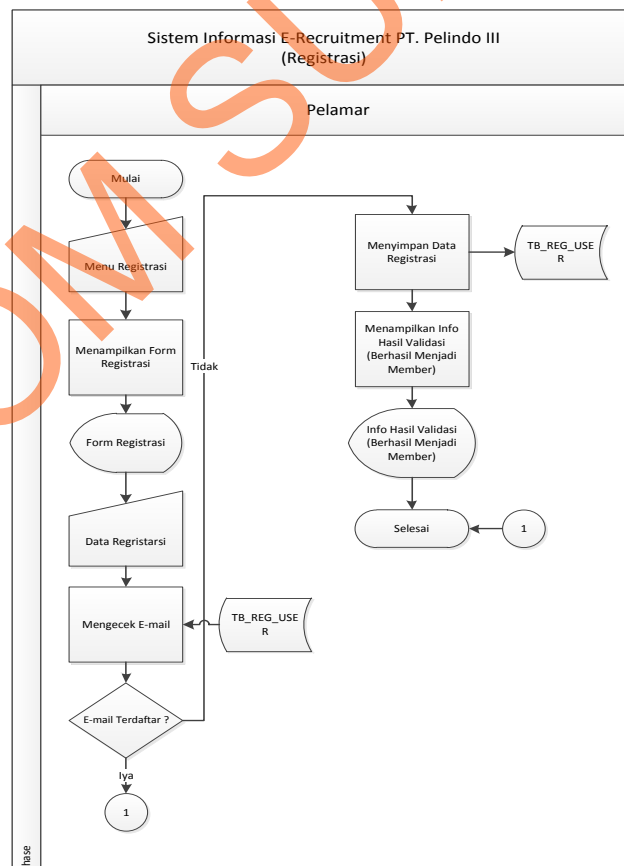 Sistem Informasi E-Recruitment PT. Pelindo III
(Registrasi)
Pelamar
Mulai
Menu Registrasi
Menampilkan Form
Registrasi
Tidak
Form Registrasi
Data Regristarsi
Mengecek E-mail
TB_REG_USE
R
E-mail Terdaftar ?
Iya
1
Menyimpan Data
Registrasi
TB_REG_USE
R
Menampilkan Info
Hasil Validasi
(Berhasil Menjadi
Member)
Info Hasil Validasi
(Berhasil Menjadi
Member)
Selesai
1
hase